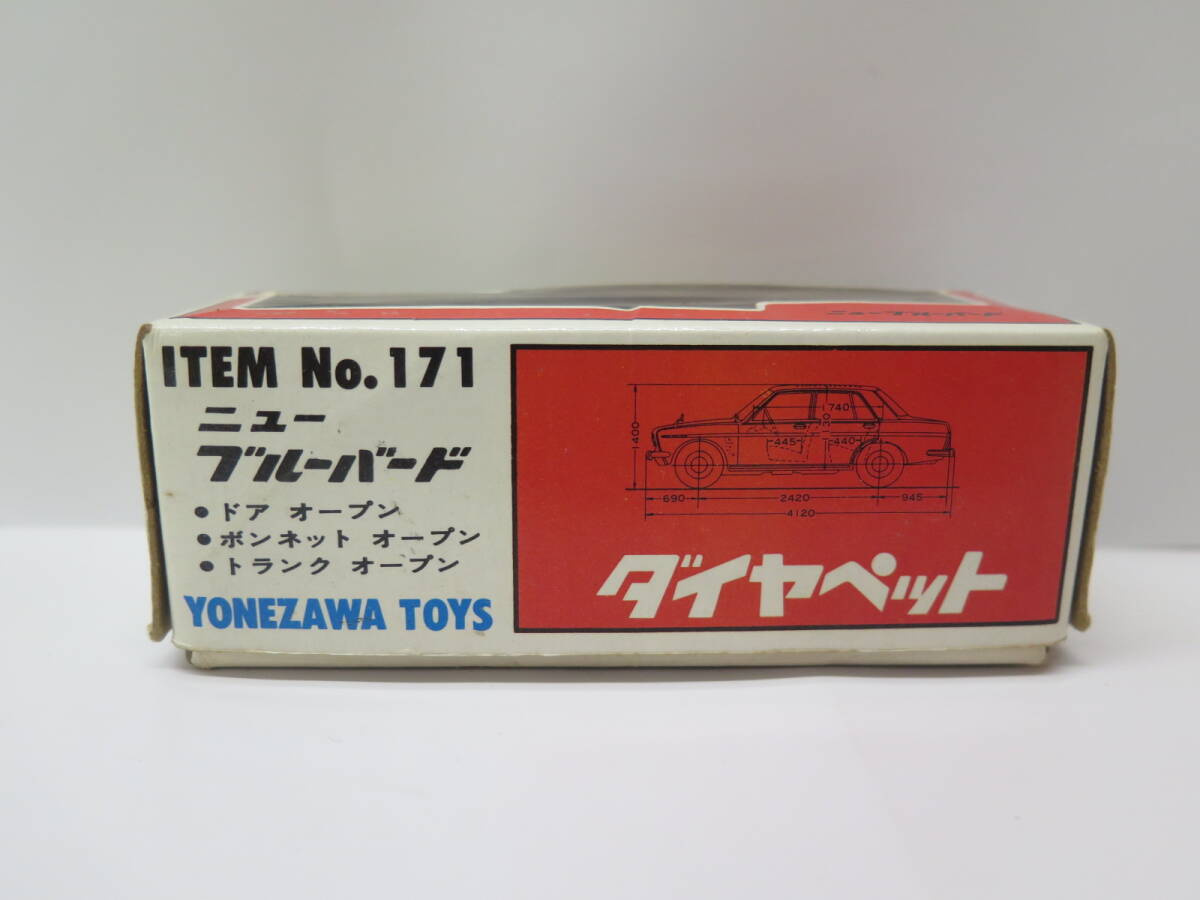 ニューブルーバード
ITEM No.171
ニュー
ブルーバード
● ドア オープン
● ボンネット オープン
● トランク オープン
YONEZAWA TOYS
1400
1740
445
440
690
2420
945
4120
ダイヤペット